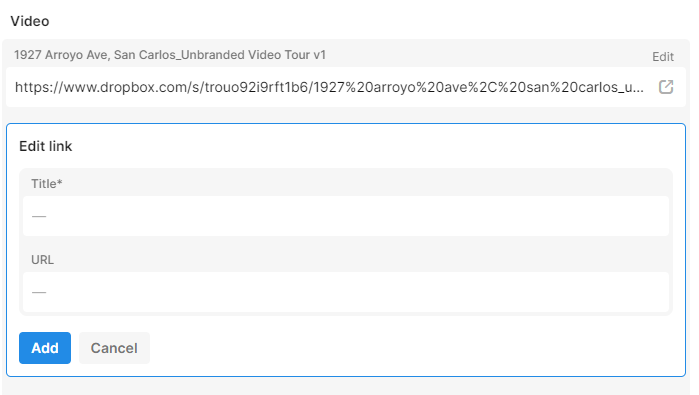 Video
1927 Arroyo Ave, San Carlos_Unbranded Video Tour v1
Edit
https://www.dropbox.com/s/trouo92i9rft1b6/1927%20arroyo%20ave%2C%20san%20carlos_u...
Edit link
Title*
—
URL
—
Add
Cancel